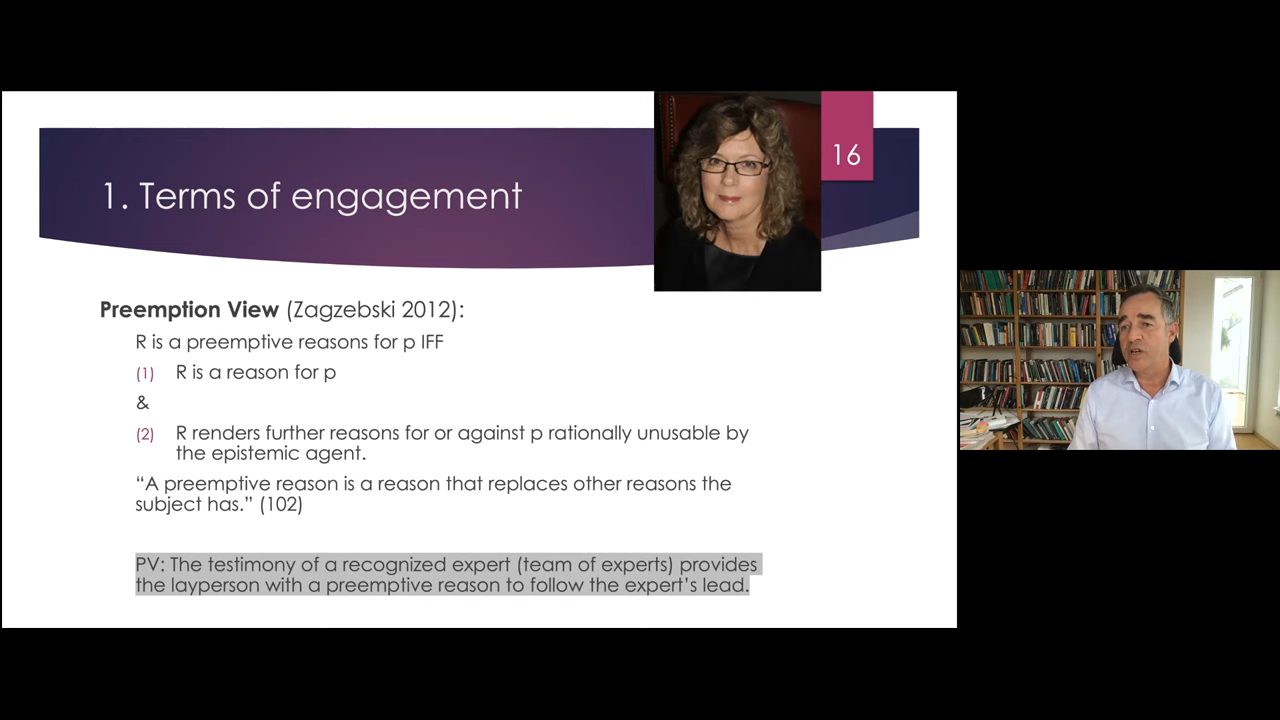 16
1. Terms of engagement
Preemption View (Zagzebski 2012):
R is a preemptive reasons for p IFF
(1) R is a reason for p
&
(2) R renders further reasons for or against p rationally unusable by
the epistemic agent.
“A preemptive reason is a reason that replaces other reasons the
subject has.” (102)
PV: The testimony of a recognized expert (team of experts) provides
the layperson with a preemptive reason to follow the expert’s lead.